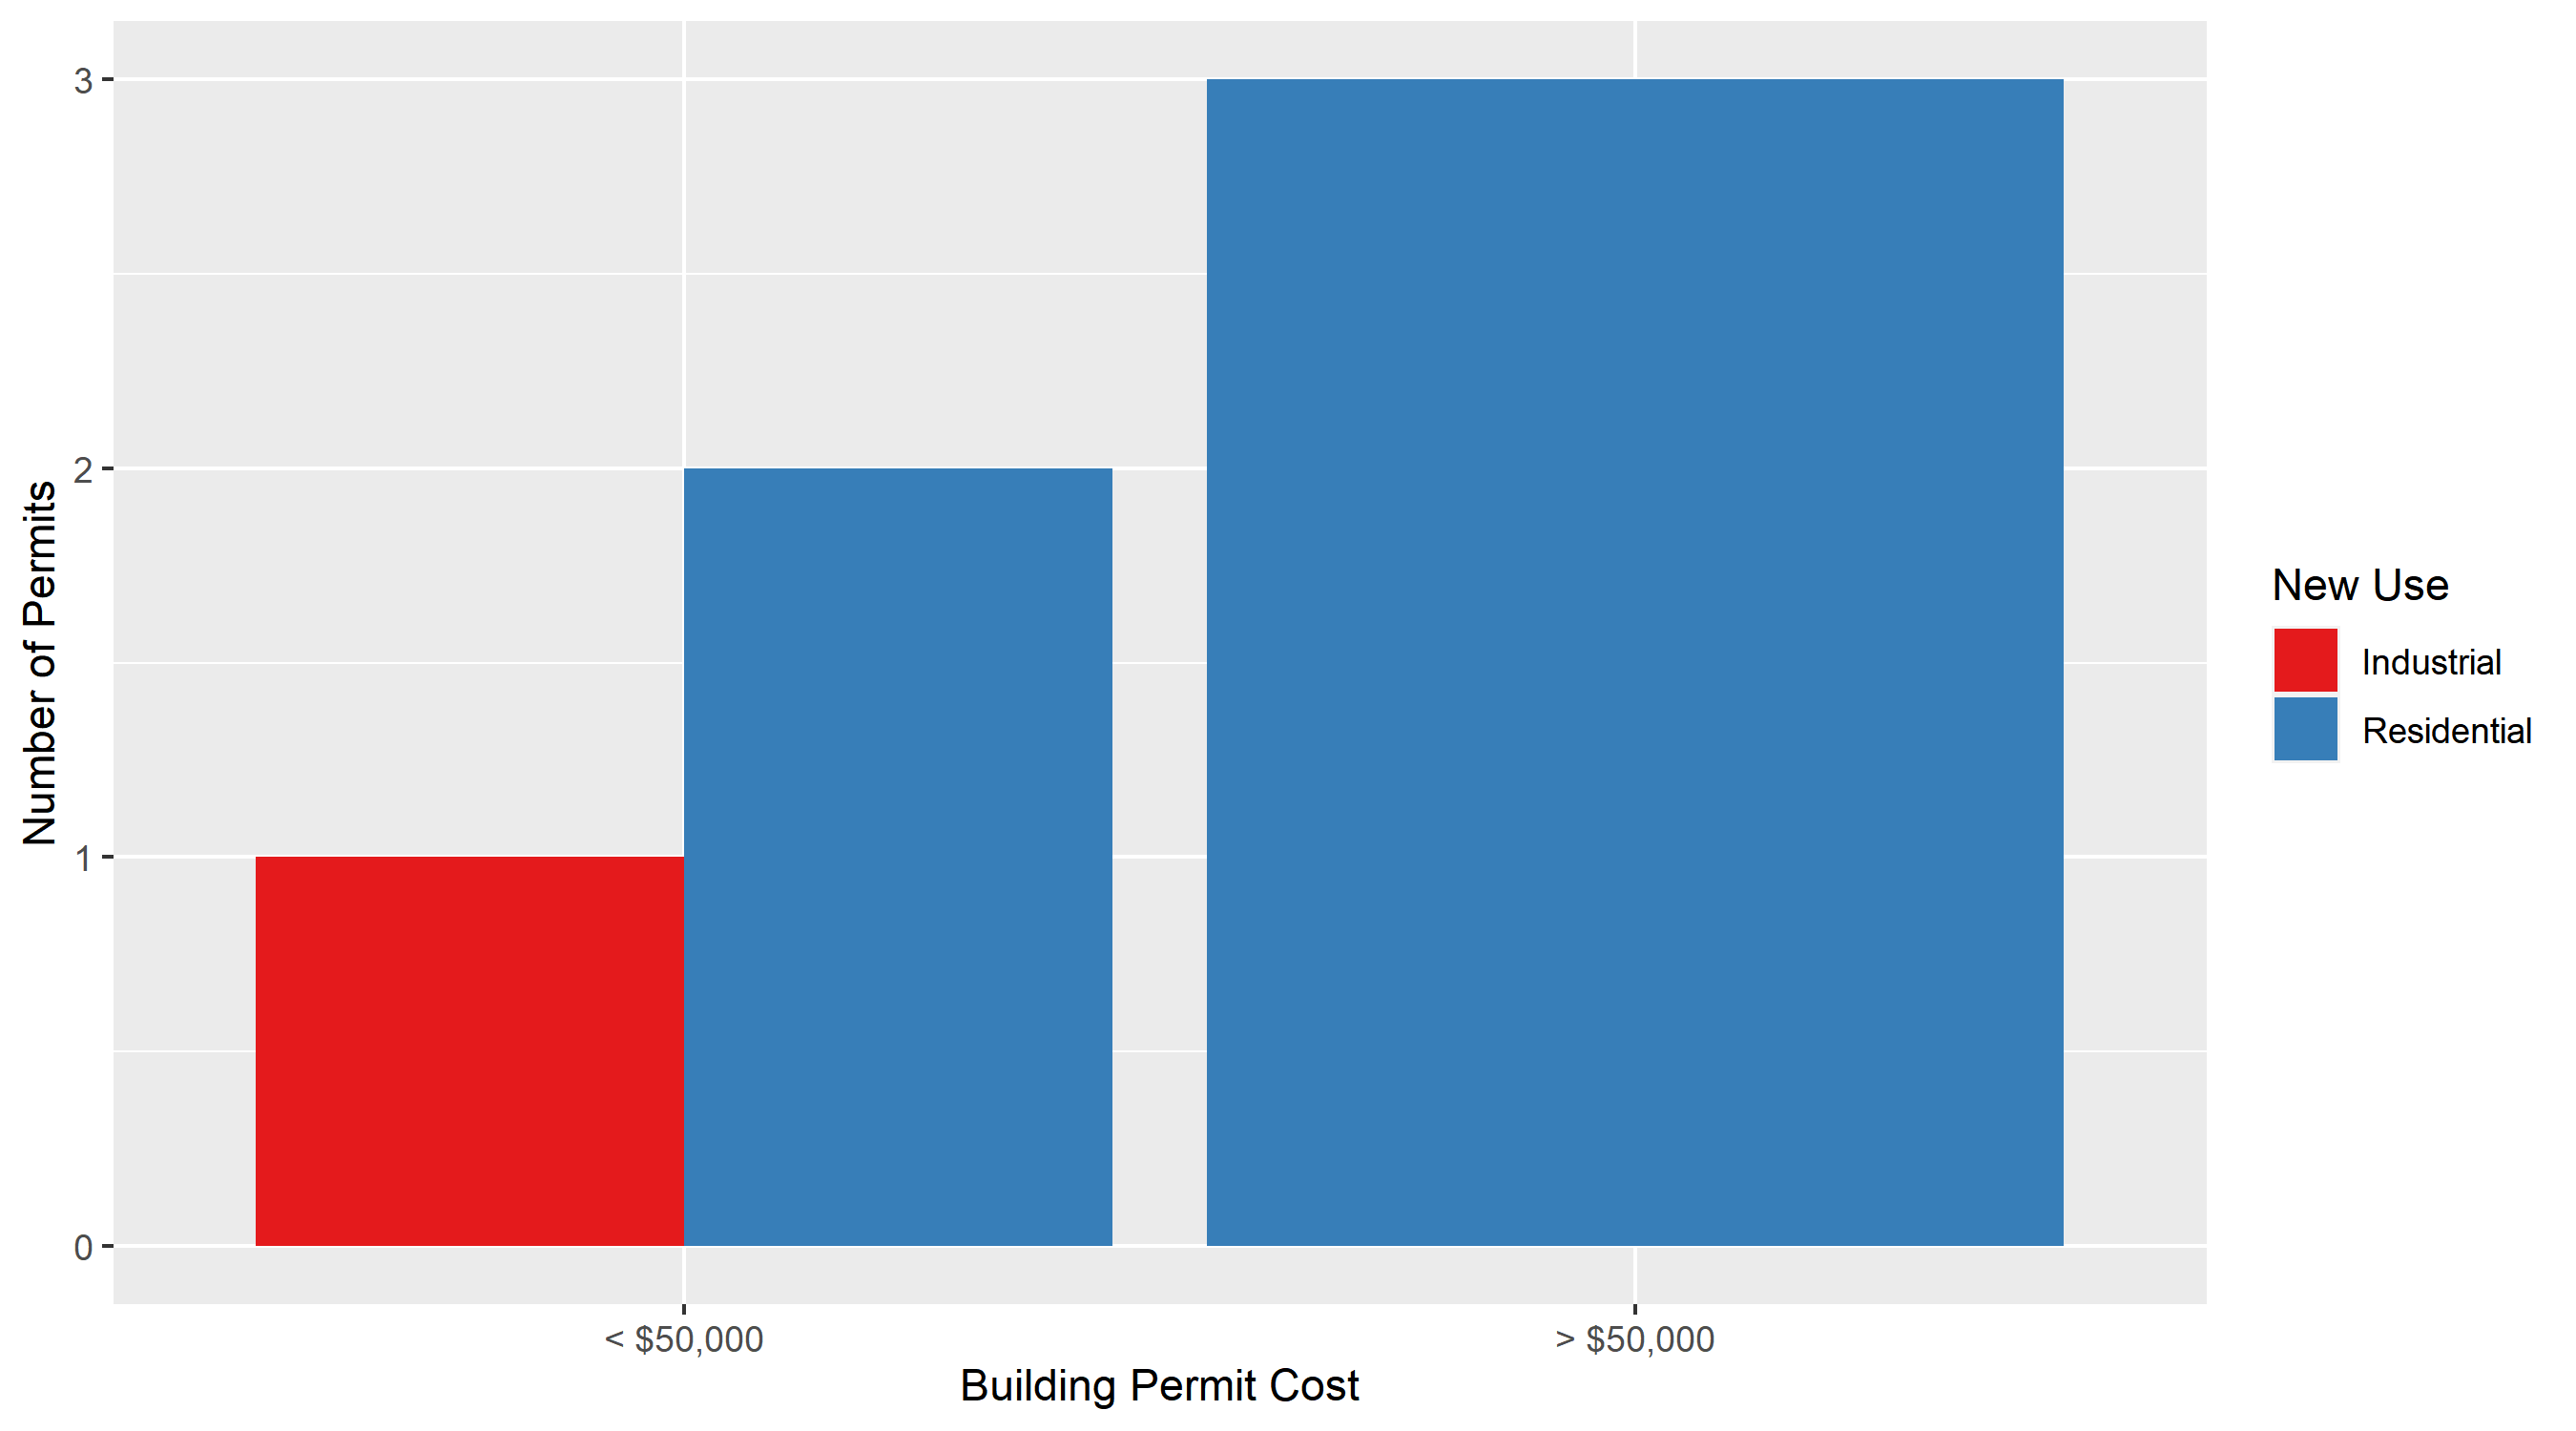 3
2
1
0
Number of Permits
< $50,000
> $50,000
Building Permit Cost
New Use
Industrial
Residential